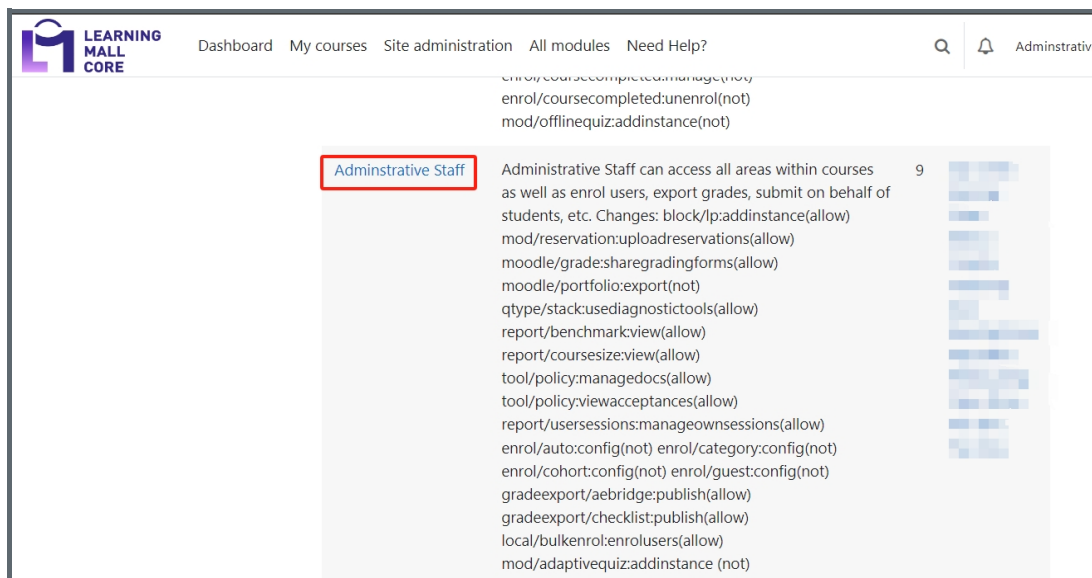 LEARNING
MALL
CORE
Dashboard My courses Site administration All modules Need Help?
Adminstrativ
enrol/coursecompleted:manage(not)
enrol/coursecompleted:unenrol(not)
mod/offlinequiz:addinstance(not)
Adminstrative Staff
Administrative Staff can access all areas within courses
as well as enrol users, export grades, submit on behalf of
students, etc. Changes: block/lp:addinstance(allow)
mod/reservation:uploadreservations(allow)
moodle/grade:sharegradingforms(allow)
moodle/portfolio:export(not)
qtype/stack:usediagnostictools(allow)
report/benchmark:view(allow)
report/coursesize:view(allow)
tool/policy:managedocs(allow)
tool/policy:viewacceptances(allow)
report/usersessions:manageownsessions(allow)
enrol/auto:config(not) enrol/category:config(not)
enrol/cohort:config(not) enrol/guest:config(not)
gradeexport/aebridge:publish(allow)
gradeexport/checklist:publish(allow)
local/bulkenrol:enrolusers(allow)
mod/adaptivequiz:addinstance (not)
9